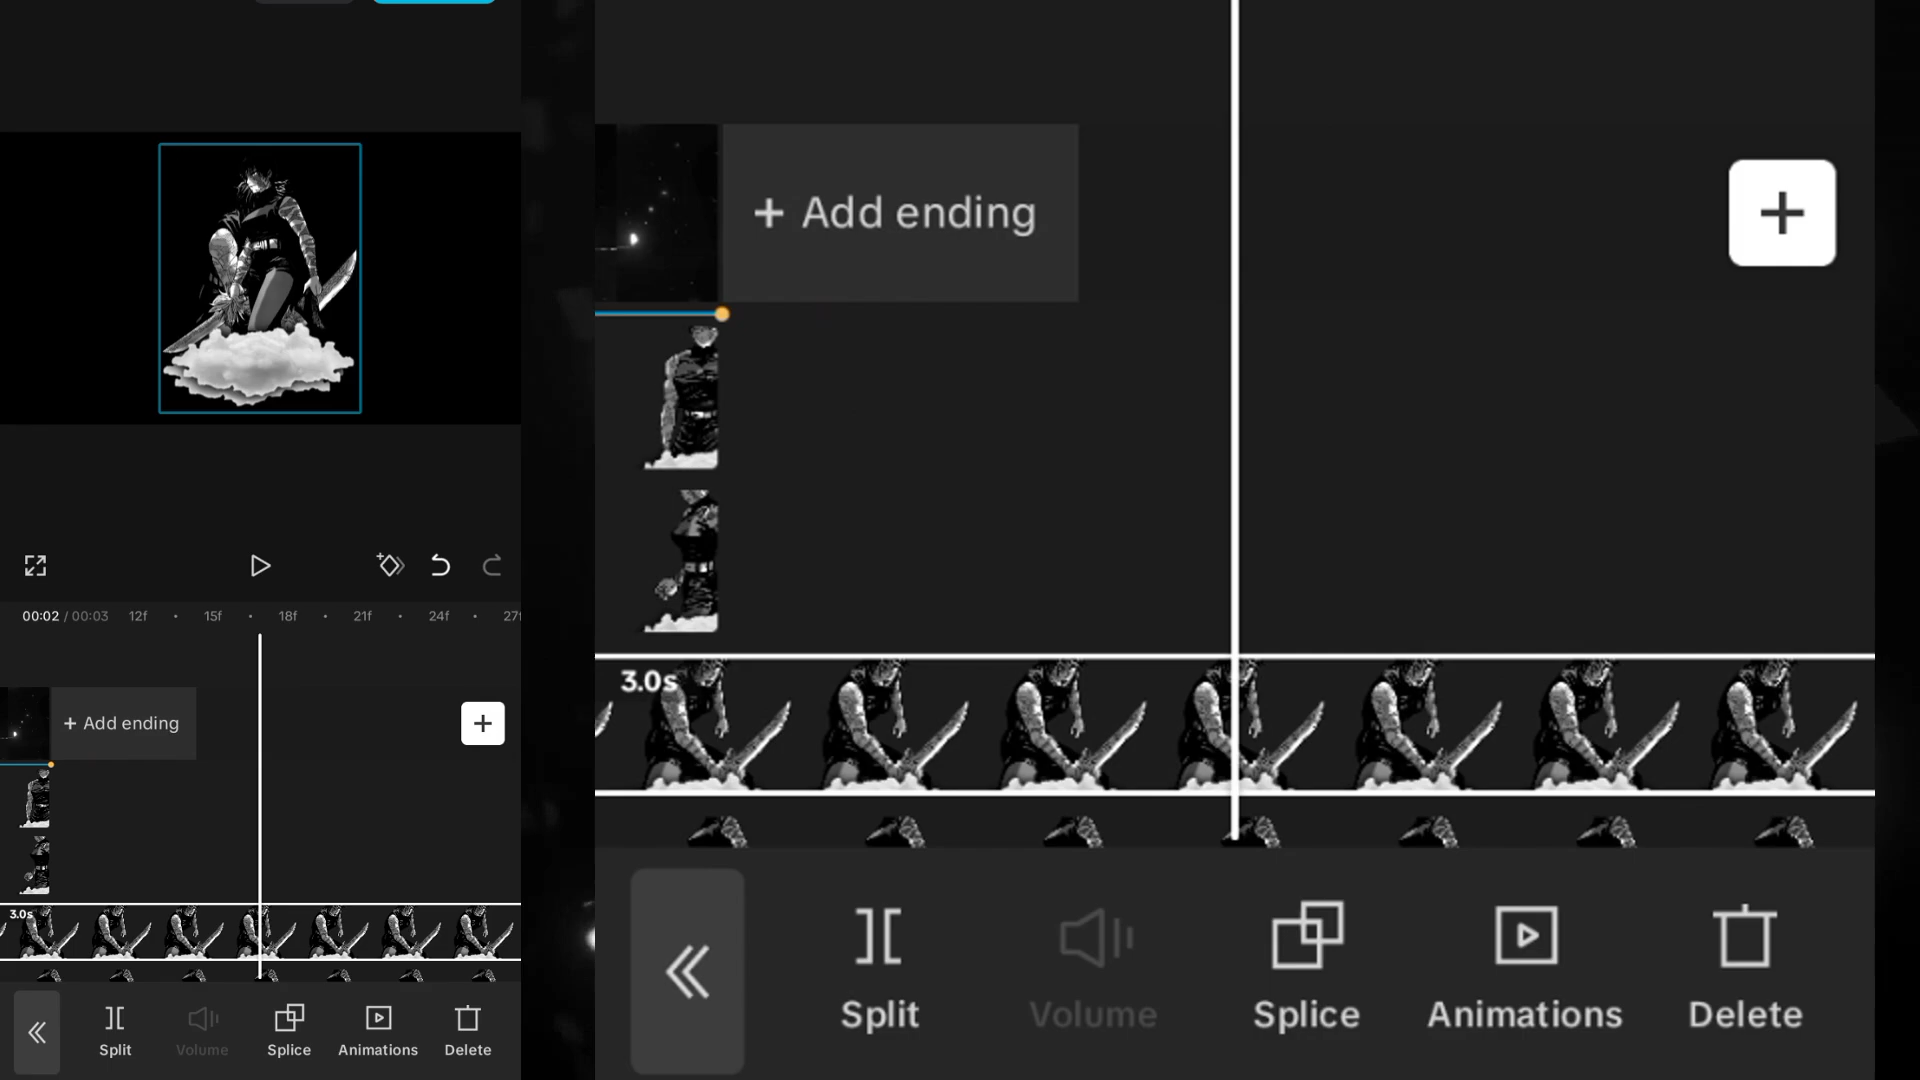 00:02 / 00:03 12f 15f 18f 21f 24f 27f
+ Add ending
3.0s
Split Volume Splice Animations Delete
+ Add ending
3.0s
Split Volume Splice Animations Delete